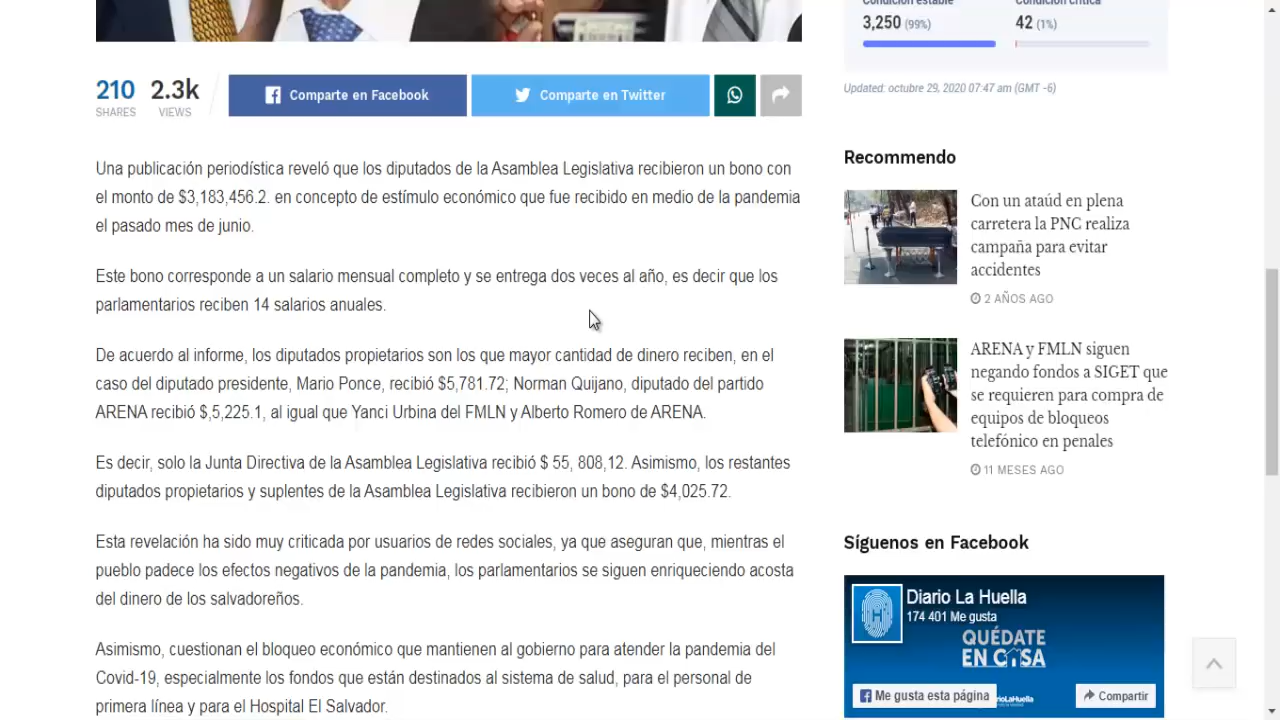 Condición estable
Condición crítica
3,250 (99%)
42 (1%)
Updated: octubre 29, 2020 07:47 am (GMT -6)
210
SHARES
2.3k
VIEWS
Comparte en Facebook
Comparte en Twitter
Una publicación periodística reveló que los diputados de la Asamblea Legislativa recibieron un bono con
el monto de $3,183,456.2. en concepto de estímulo económico que fue recibido en medio de la pandemia
el pasado mes de junio.
Este bono corresponde a un salario mensual completo y se entrega dos veces al año, es decir que los
parlamentarios reciben 14 salarios anuales.
De acuerdo al informe, los diputados propietarios son los que mayor cantidad de dinero reciben, en el
caso del diputado presidente, Mario Ponce, recibió $5,781.72; Norman Quijano, diputado del partido
ARENA recibió $,5,225.1, al igual que Yanci Urbina del FMLN y Alberto Romero de ARENA.
Es decir, solo la Junta Directiva de la Asamblea Legislativa recibió $ 55, 808,12. Asimismo, los restantes
diputados propietarios y suplentes de la Asamblea Legislativa recibieron un bono de $4,025.72.
Esta revelación ha sido muy criticada por usuarios de redes sociales, ya que aseguran que, mientras el
pueblo padece los efectos negativos de la pandemia, los parlamentarios se siguen enriqueciendo acosta
del dinero de los salvadoreños.
Asimismo, cuestionan el bloqueo económico que mantienen al gobierno para atender la pandemia del
Covid-19, especialmente los fondos que están destinados al sistema de salud, para el personal de
primera línea y para el Hospital El Salvador.
Recommendo
Con un ataúd en plena
carretera la PNC realiza
campaña para evitar
accidentes
2 AÑOS AGO
ARENA y FMLN siguen
negando fondos a SIGET que
se requieren para compra de
equipos de bloqueos
telefónico en penales
11 MESES AGO
Síguenos en Facebook
Diario La Huella
174 401 Me gusta
QUÉDATE
EN CASA
Me gusta esta página
Compartir